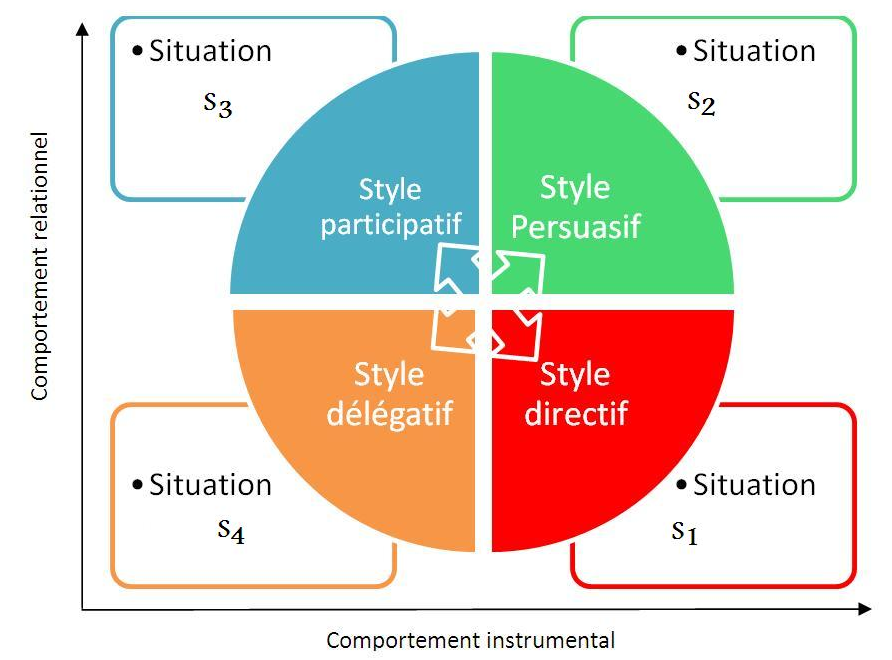 • Situation
s3
• Situation
s2
Style
participatif
Style
Persuasif
Style
délégatif
Style
directif
• Situation
s4
• Situation
s1
Comportement relationnel
Comportement instrumental